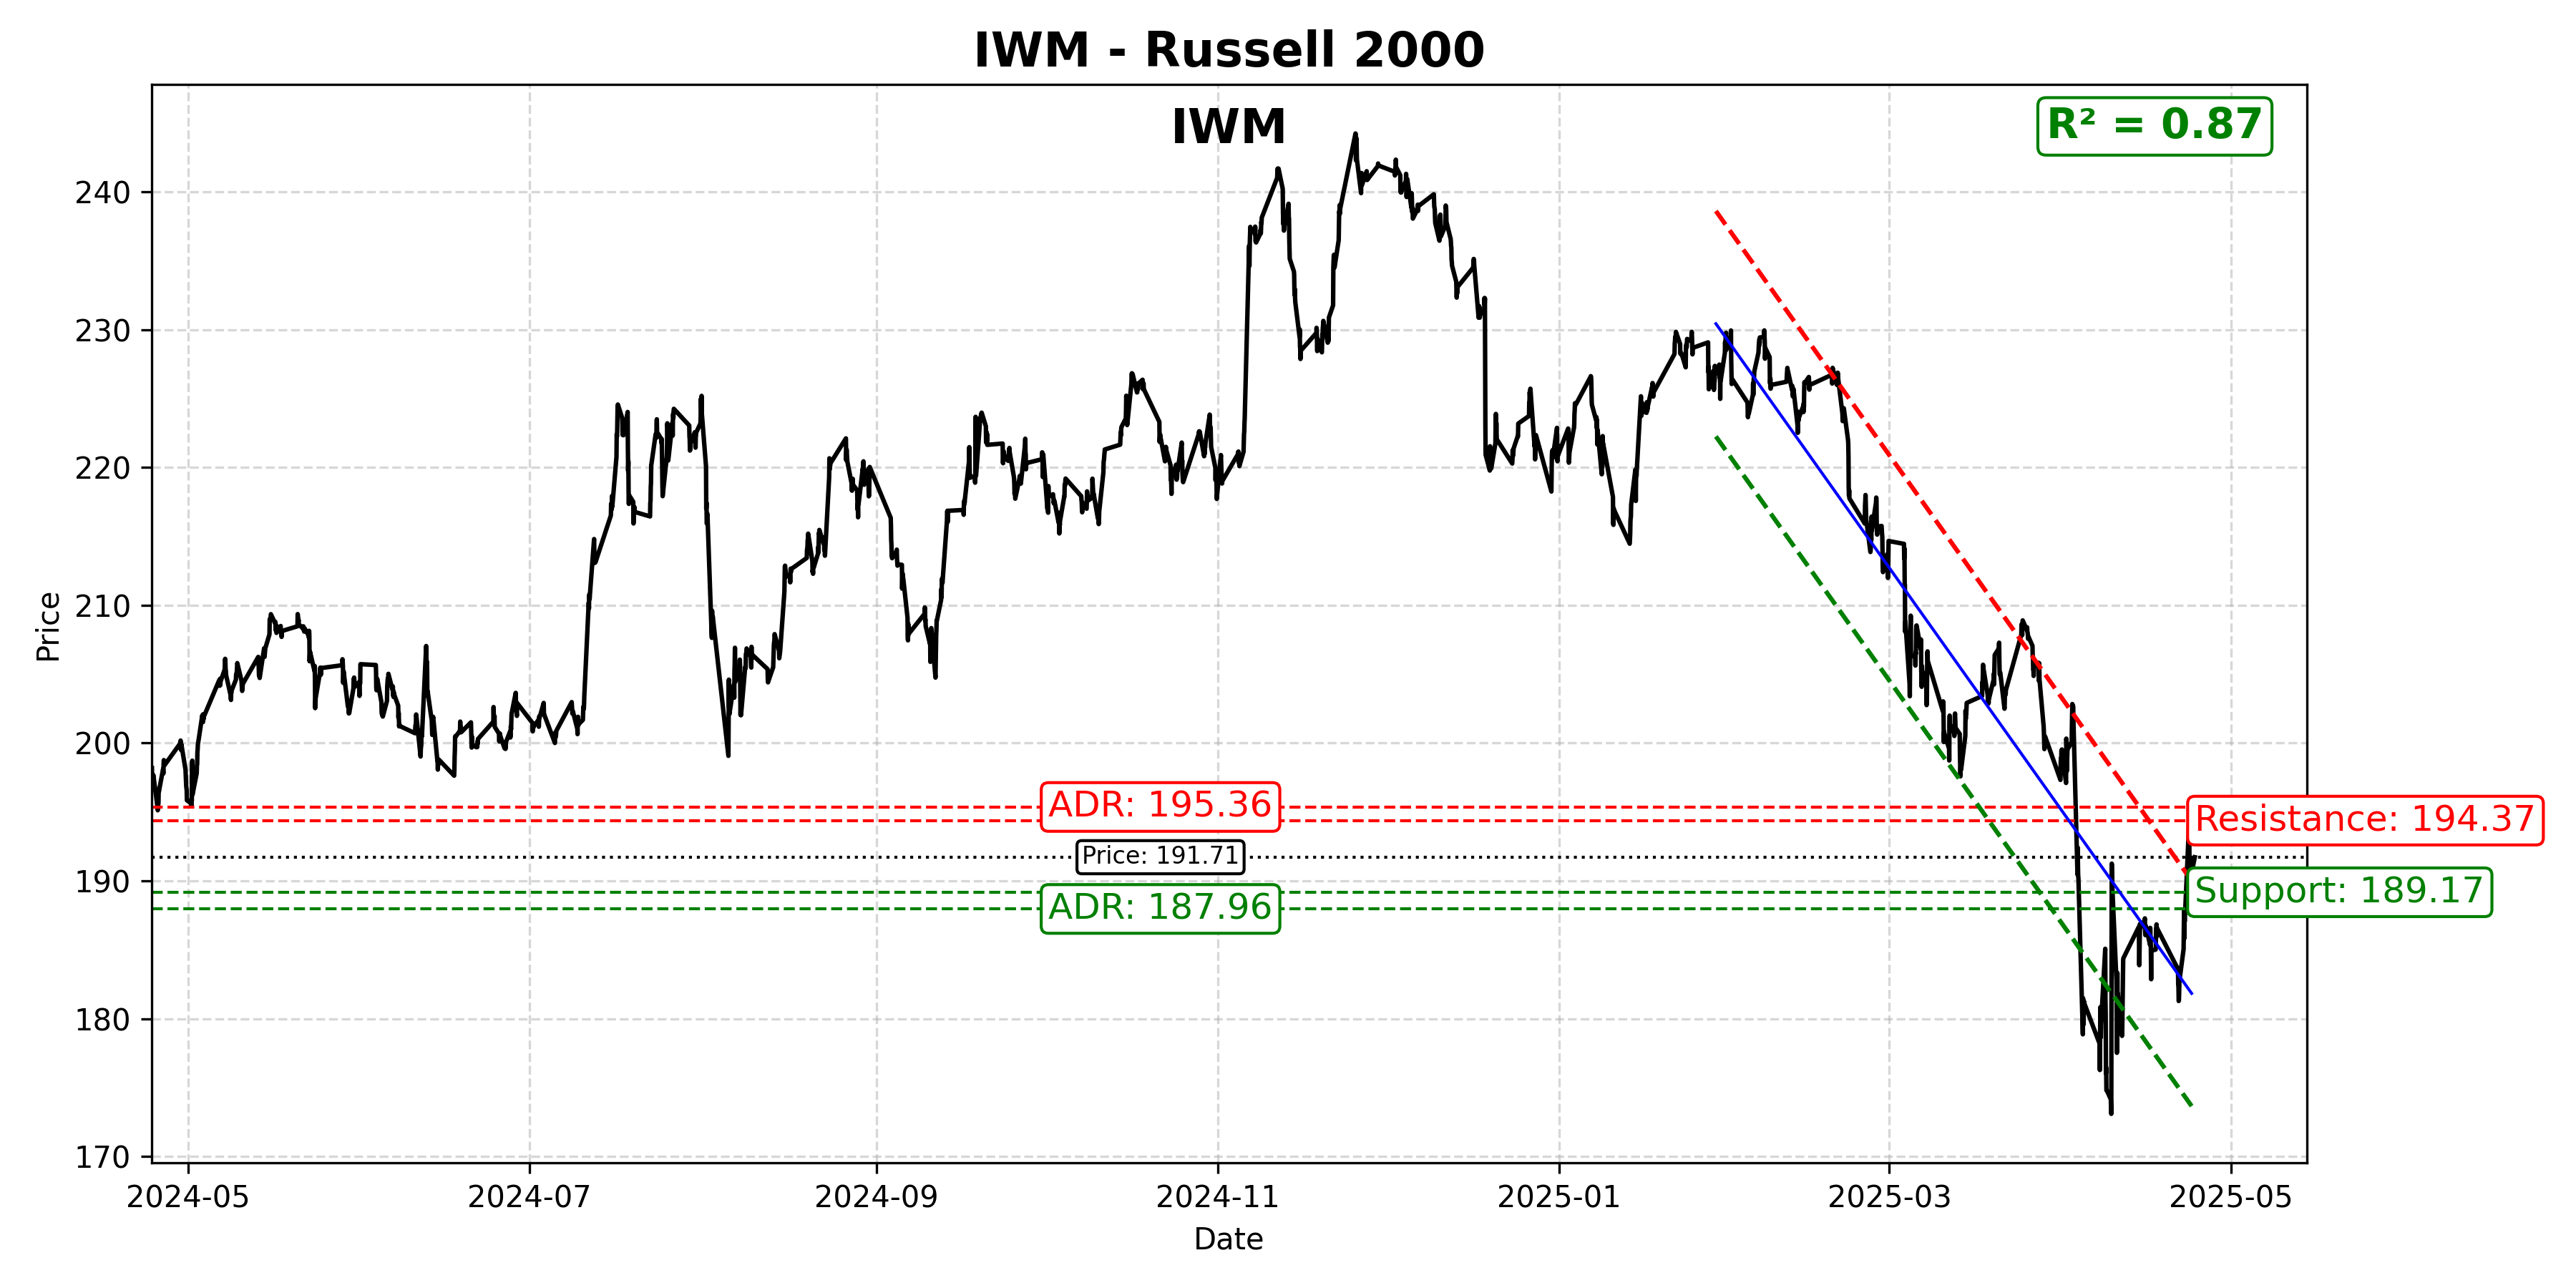 IWM - Russell 2000
IWM
R² = 0.87
240
230
220
210
200
190
180
170
Price
ADR: 195.36
Resistance: 194.37
Price: 191.71
Support: 189.17
ADR: 187.96
2024-05
2024-07
2024-09
2024-11
2025-01
2025-03
2025-05
Date